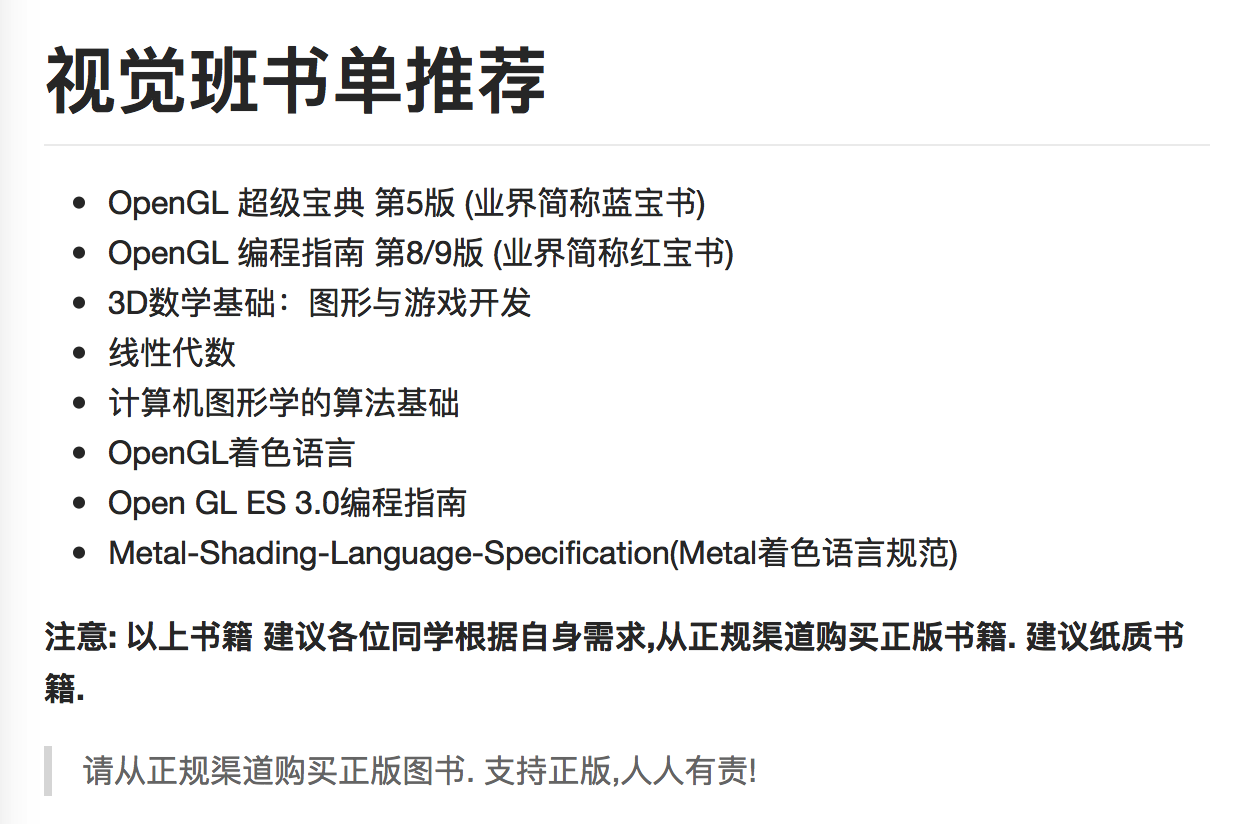 视觉班书单推荐
OpenGL 超级宝典 第5版 (业界简称蓝宝书)
OpenGL 编程指南 第8/9版 (业界简称红宝书)
3D数学基础：图形与游戏开发
线性代数
计算机图形学的算法基础
OpenGL着色语言
Open GL ES 3.0编程指南
Metal-Shading-Language-Specification(Metal着色语言规范)
注意: 以上书籍 建议各位同学根据自身需求,从正规渠道购买正版书籍. 建议纸质书
籍.
请从正规渠道购买正版图书. 支持正版,人人有责!